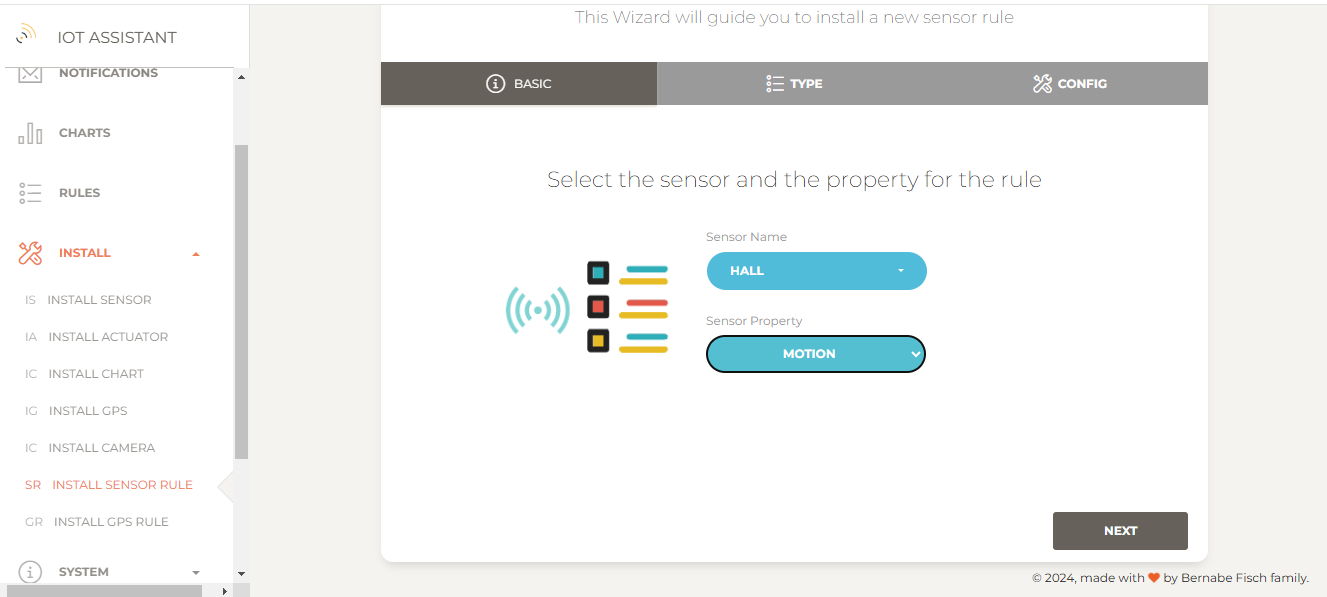 IOT ASSISTANT
NOTIFICATIONS
CHARTS
RULES
INSTALL
IS INSTALL SENSOR
IA INSTALL ACTUATOR
IC INSTALL CHART
IG INSTALL GPS
IC INSTALL CAMERA
SR INSTALL SENSOR RULE
GR INSTALL GPS RULE
SYSTEM
This Wizard will guide you to install a new sensor rule
BASIC TYPE CONFIG
Select the sensor and the property for the rule
Sensor Name
HALL
Sensor Property
MOTION
NEXT
© 2024, made with ❤ by Bernabe Fisch family.